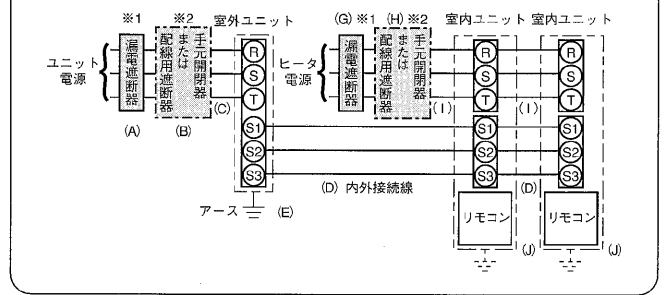 ※1 ※2 室外ユニット (G) ※1 (H) ※2 室内ユニット 室内ユニット
ユニット電源
漏電遮断器
手元開閉器または配線用遮断器
R
S
T
S1
S2
S3
(A) (B) (C)
アース (E)
ヒータ電源
漏電遮断器
手元開閉器または配線用遮断器
(I)
R
S
T
S1
S2
S3
リモコン
(J)
(I)
R
S
T
S1
S2
S3
リモコン
(J)
(D) 内外接続線 (D)